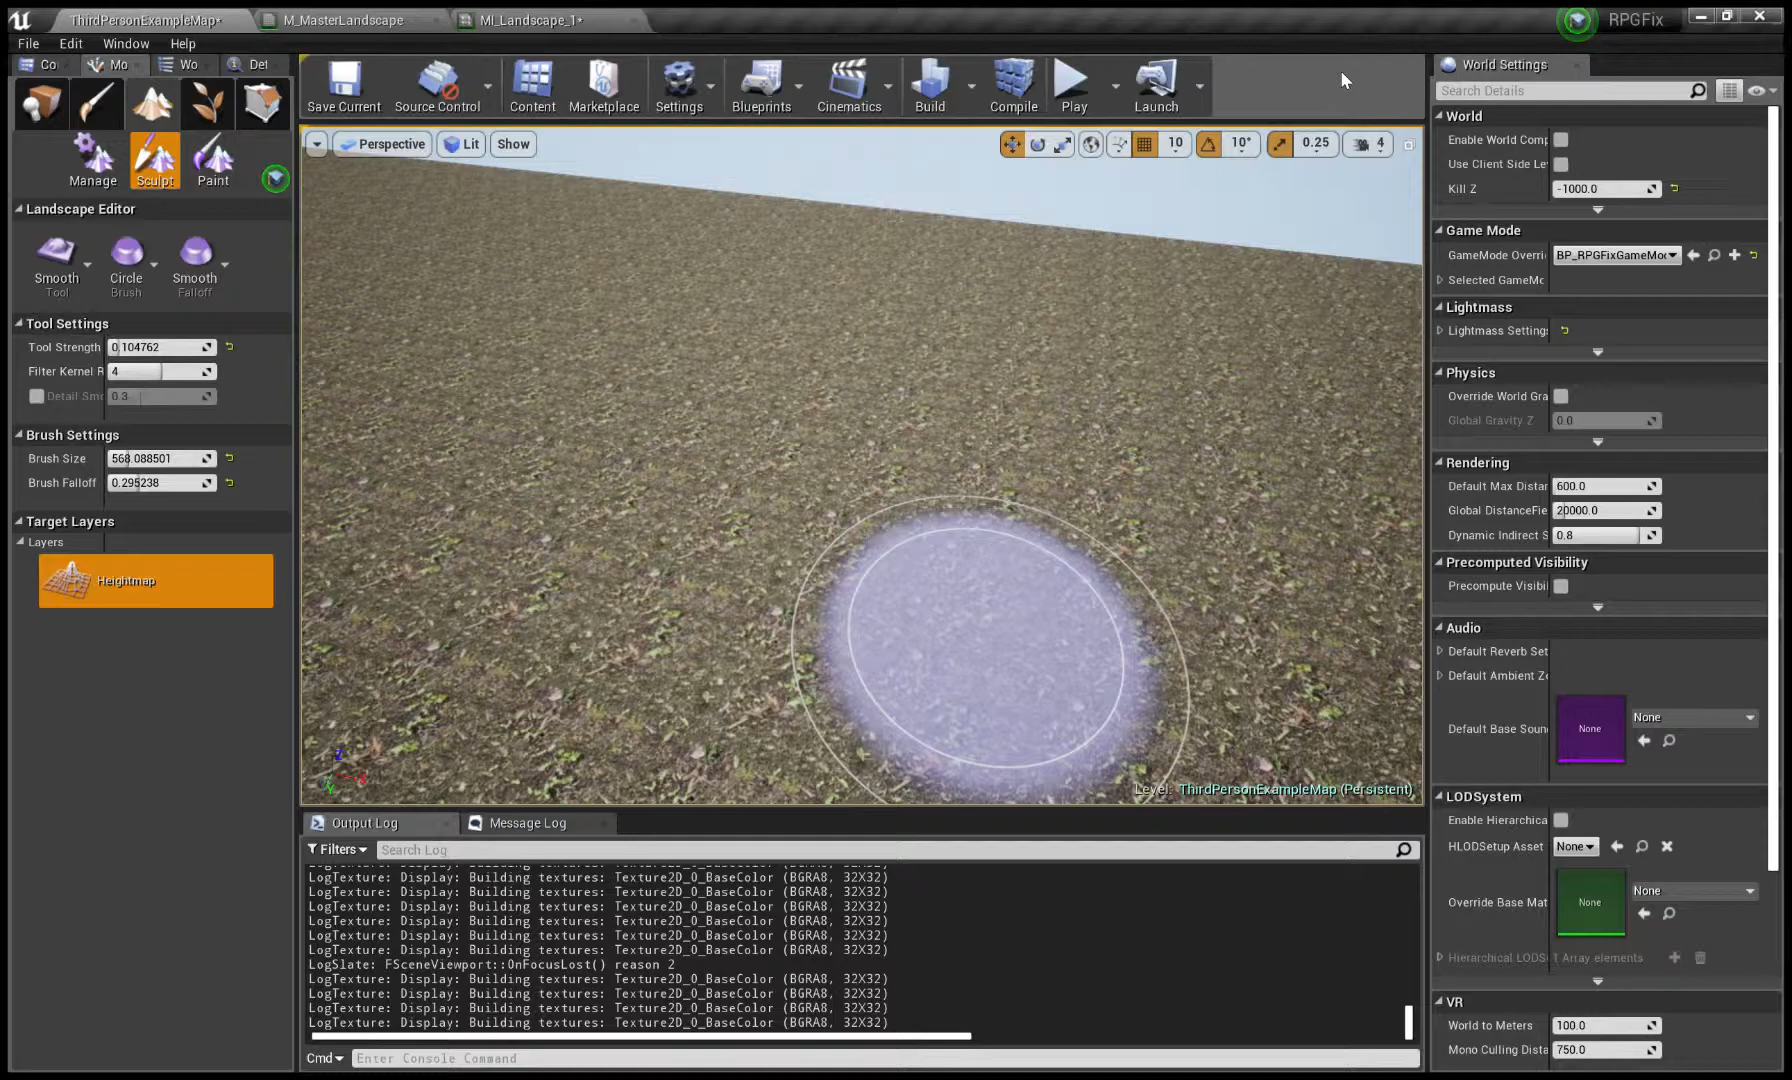 ThirdPersonExampleMap*
M_MasterLandscape
MI_Landscape_1*
RPGFix
File Edit Window Help
Co Mo Wo Det
Save Current Source Control Content Marketplace Settings Blueprints Cinematics Build Compile Play Launch
World Settings
Search Details
Manage Sculpt Paint
Perspective Lit Show
10 10° 0.25 4
Landscape Editor
Smooth Circle Smooth
Tool Brush Falloff
Tool Settings
Tool Strength 0.104762
Filter Kernel R 4
Detail Smo 0.3
Brush Settings
Brush Size 568.088501
Brush Falloff 0.295238
Target Layers
Layers
Heightmap
Level: ThirdPersonExampleMap (Persistent)
Output Log Message Log
Filters Search Log
LogTexture: Display: Building textures: Texture2D_0_BaseColor (BGRA8, 32X32)
LogTexture: Display: Building textures: Texture2D_0_BaseColor (BGRA8, 32X32)
LogTexture: Display: Building textures: Texture2D_0_BaseColor (BGRA8, 32X32)
LogTexture: Display: Building textures: Texture2D_0_BaseColor (BGRA8, 32X32)
LogTexture: Display: Building textures: Texture2D_0_BaseColor (BGRA8, 32X32)
LogTexture: Display: Building textures: Texture2D_0_BaseColor (BGRA8, 32X32)
LogTexture: Display: Building textures: Texture2D_0_BaseColor (BGRA8, 32X32)
LogSlate: FSceneViewport::OnFocusLost() reason 2
LogTexture: Display: Building textures: Texture2D_0_BaseColor (BGRA8, 32X32)
LogTexture: Display: Building textures: Texture2D_0_BaseColor (BGRA8, 32X32)
LogTexture: Display: Building textures: Texture2D_0_BaseColor (BGRA8, 32X32)
LogTexture: Display: Building textures: Texture2D_0_BaseColor (BGRA8, 32X32)
Cmd Enter Console Command
World
Enable World Comp
Use Client Side Le
Kill Z -1000.0
Game Mode
GameMode Overri BP_RPGFixGameMo
Selected GameMo
Lightmass
Lightmass Settings
Physics
Override World Gra
Global Gravity Z 0.0
Rendering
Default Max Distar 600.0
Global DistanceFie 20000.0
Dynamic Indirect S 0.8
Precomputed Visibility
Precompute Visibil
Audio
Default Reverb Set
Default Ambient Zo
Default Base Soun None None
LODSystem
Enable Hierarchica
HLODSetup Asset None
Override Base Mat None None
Hierarchical LODS 1 Array elements
VR
World to Meters 100.0
Mono Culling Dista 750.0